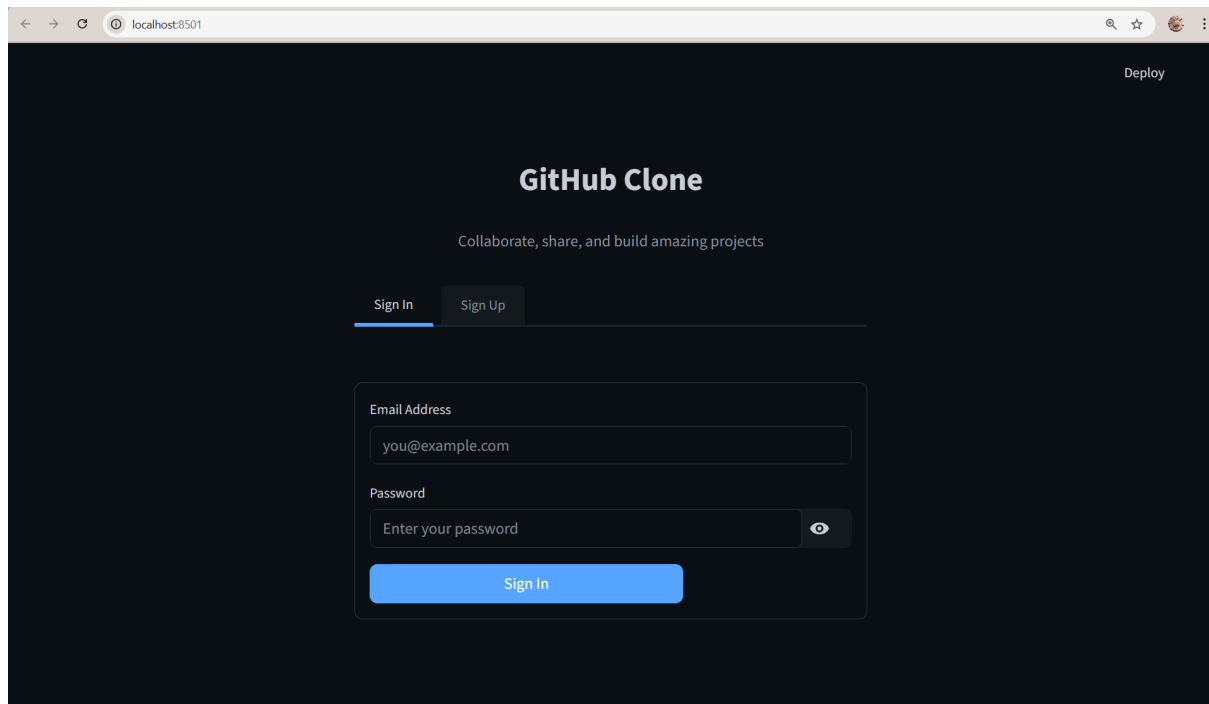 localhost:8501
Deploy
GitHub Clone
Collaborate, share, and build amazing projects
Sign In
Sign Up
Email Address
you@example.com
Password
Enter your password
Sign In